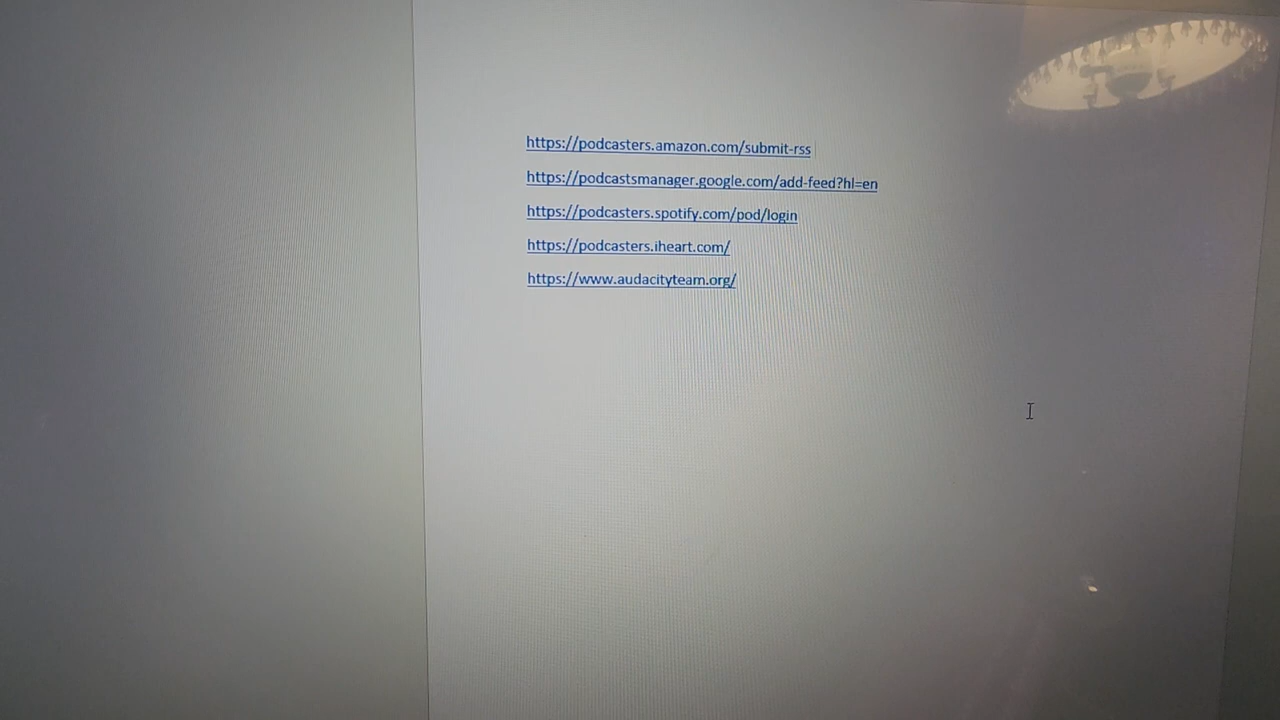 https://podcasters.amazon.com/submit-rss
https://podcastsmanager.google.com/add-feed?hl=en
https://podcasters.spotify.com/pod/login
https://podcasters.iheart.com/
https://www.audacityteam.org/